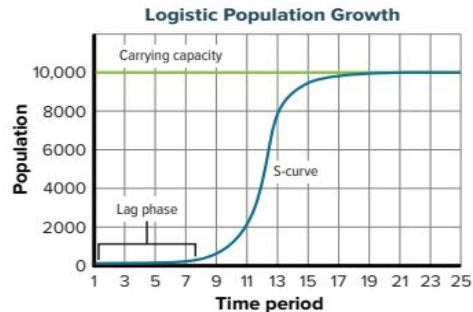 Logistic Population Growth
Carrying capacity
10,000
8000
6000
4000
2000
0
Population
S-curve
Lag phase
1 3 5 7 9 11 13 15 17 19 21 23 25
Time period